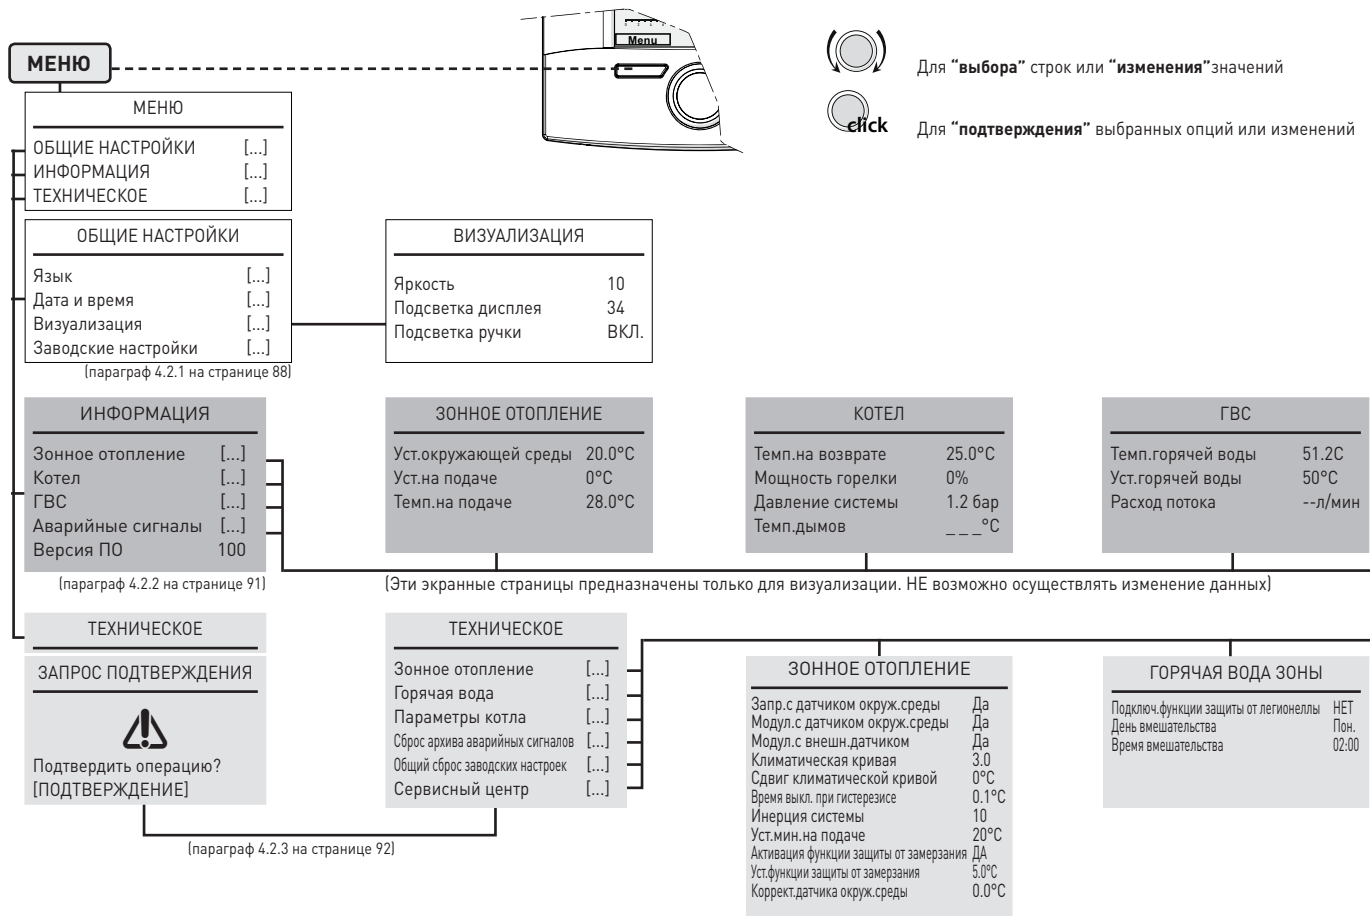 Menu
МЕНЮ
Для “выбора” строк или “изменения”значений
click
Для “подтверждения” выбранных опций или изменений
МЕНЮ
ОБЩИЕ НАСТРОЙКИ [...]
ИНФОРМАЦИЯ [...]
ТЕХНИЧЕСКОЕ [...]
ОБЩИЕ НАСТРОЙКИ
Язык [...]
Дата и время [...]
Визуализация [...]
Заводские настройки [...]
(параграф 4.2.1 на странице 88)
ВИЗУАЛИЗАЦИЯ
Яркость 10
Подсветка дисплея 34
Подсветка ручки ВКЛ.
ИНФОРМАЦИЯ
Зонное отопление [...]
Котел [...]
ГВС [...]
Аварийные сигналы [...]
Версия ПО 100
(параграф 4.2.2 на странице 91)
ЗОННОЕ ОТОПЛЕНИЕ
Уст.окружающей среды 20.0°C
Уст.на подаче 0°C
Темп.на подаче 28.0°C
КОТЕЛ
Темп.на возврате 25.0°C
Мощность горелки 0%
Давление системы 1.2 бар
Темп.дымов _ _ _°C
ГВС
Темп.горячей воды 51.2C
Уст.горячей воды 50°C
Расход потока --л/мин
(Эти экранные страницы предназначены только для визуализации. НЕ возможно осуществлять изменение данных)
ТЕХНИЧЕСКОЕ
ЗАПРОС ПОДТВЕРЖДЕНИЯ
Подтвердить операцию?
[ПОДТВЕРЖДЕНИЕ]
ТЕХНИЧЕСКОЕ
Зонное отопление [...]
Горячая вода [...]
Параметры котла [...]
Сброс архива аварийных сигналов [...]
Общий сброс заводских настроек [...]
Сервисный центр [...]
(параграф 4.2.3 на странице 92)
ЗОННОЕ ОТОПЛЕНИЕ
Запр.с датчиком окруж.среды Да
Модул.с датчиком окруж.среды Да
Модул.с внешн.датчиком Да
Климатическая кривая 3.0
Сдвиг климатической кривой 0°C
Время выкл. при гистерезисе 0.1°C
Инерция системы 10
Уст.мин.на подаче 20°C
Активация функции защиты от замерзания ДА
Уст.функции защиты от замерзания 5.0°C
Коррект.датчика окруж.среды 0.0°C
ГОРЯЧАЯ ВОДА ЗОНЫ
Подключ.функции защиты от легионеллы НЕТ
День вмешательства Пон.
Время вмешательства 02:00